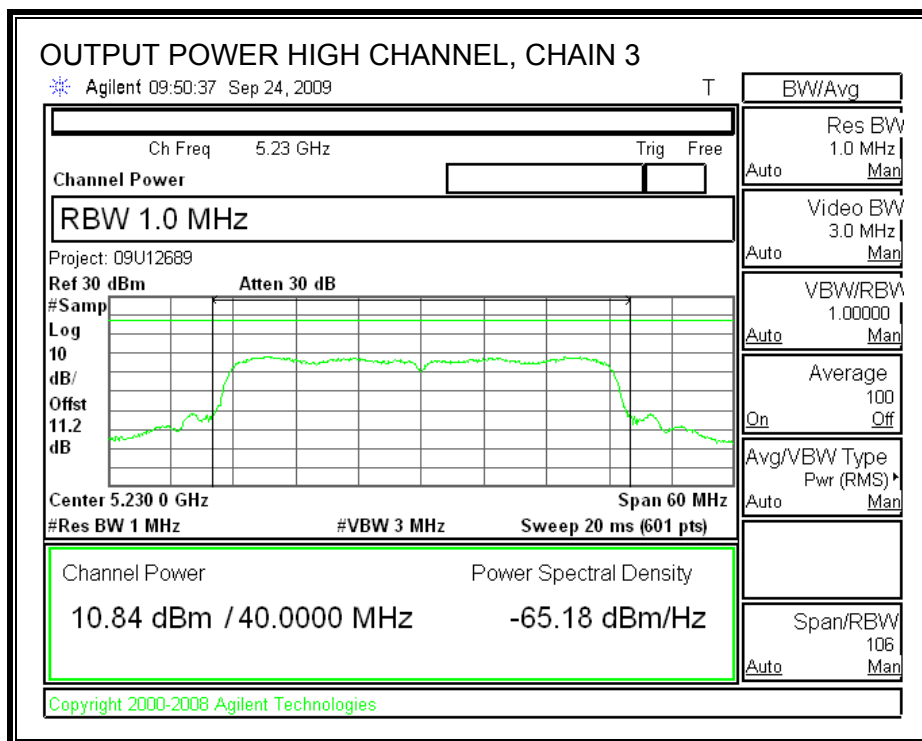 OUTPUT POWER HIGH CHANNEL, CHAIN 3
Agilent 09:50:37 Sep 24, 2009 T
Ch Freq 5.23 GHz Trig Free
Channel Power
RBW 1.0 MHz
Project: 09U12689
Ref 30 dBm Atten 30 dB
#Samp
Log
10
dB/
Offst
11.2
dB
Center 5.230 0 GHz Span 60 MHz
#Res BW 1 MHz #VBW 3 MHz Sweep 20 ms (601 pts)
Channel Power Power Spectral Density
10.84 dBm / 40.0000 MHz -65.18 dBm/Hz
Copyright 2000-2008 Agilent Technologies
BW/Avg
Res BW
1.0 MHz
Auto Man
Video BW
3.0 MHz
Auto Man
VBW/RBW
1.00000
Auto Man
Average
100
On Off
Avg/VBW Type
Pwr (RMS)
Auto Man
Span/RBW
106
Auto Man